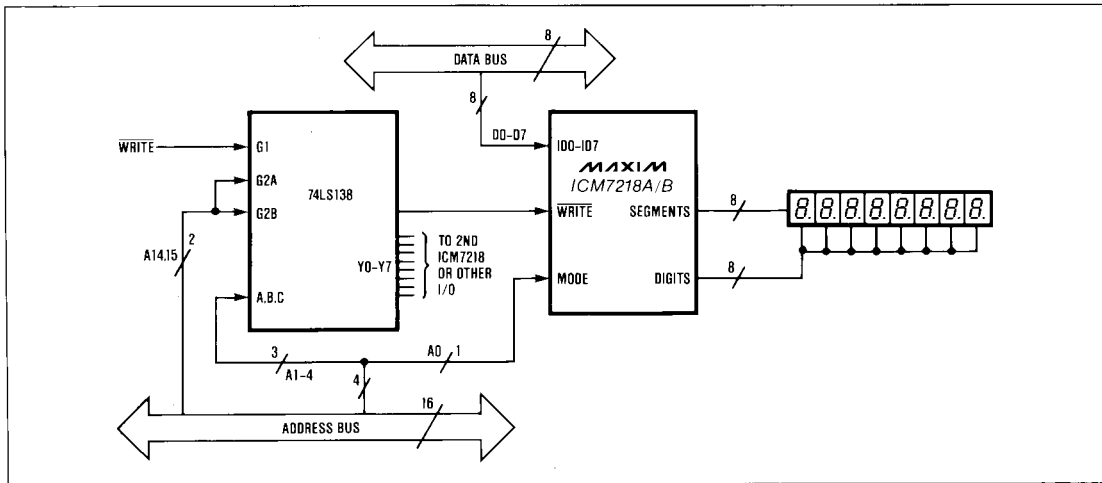 8
DATA BUS
8
D0-D7
WRITE
G1
G2A
G2B
74LS138
A14,15
2
A,B,C
Y0-Y7
TO 2ND
ICM7218
OR OTHER
I/O
ID0-ID7
MAXIM
ICM7218A/B
WRITE
SEGMENTS
8
MODE
DIGITS
8
8.8.8.8.8.8.8.8.
3
A1-4
A0
1
4
16
ADDRESS BUS